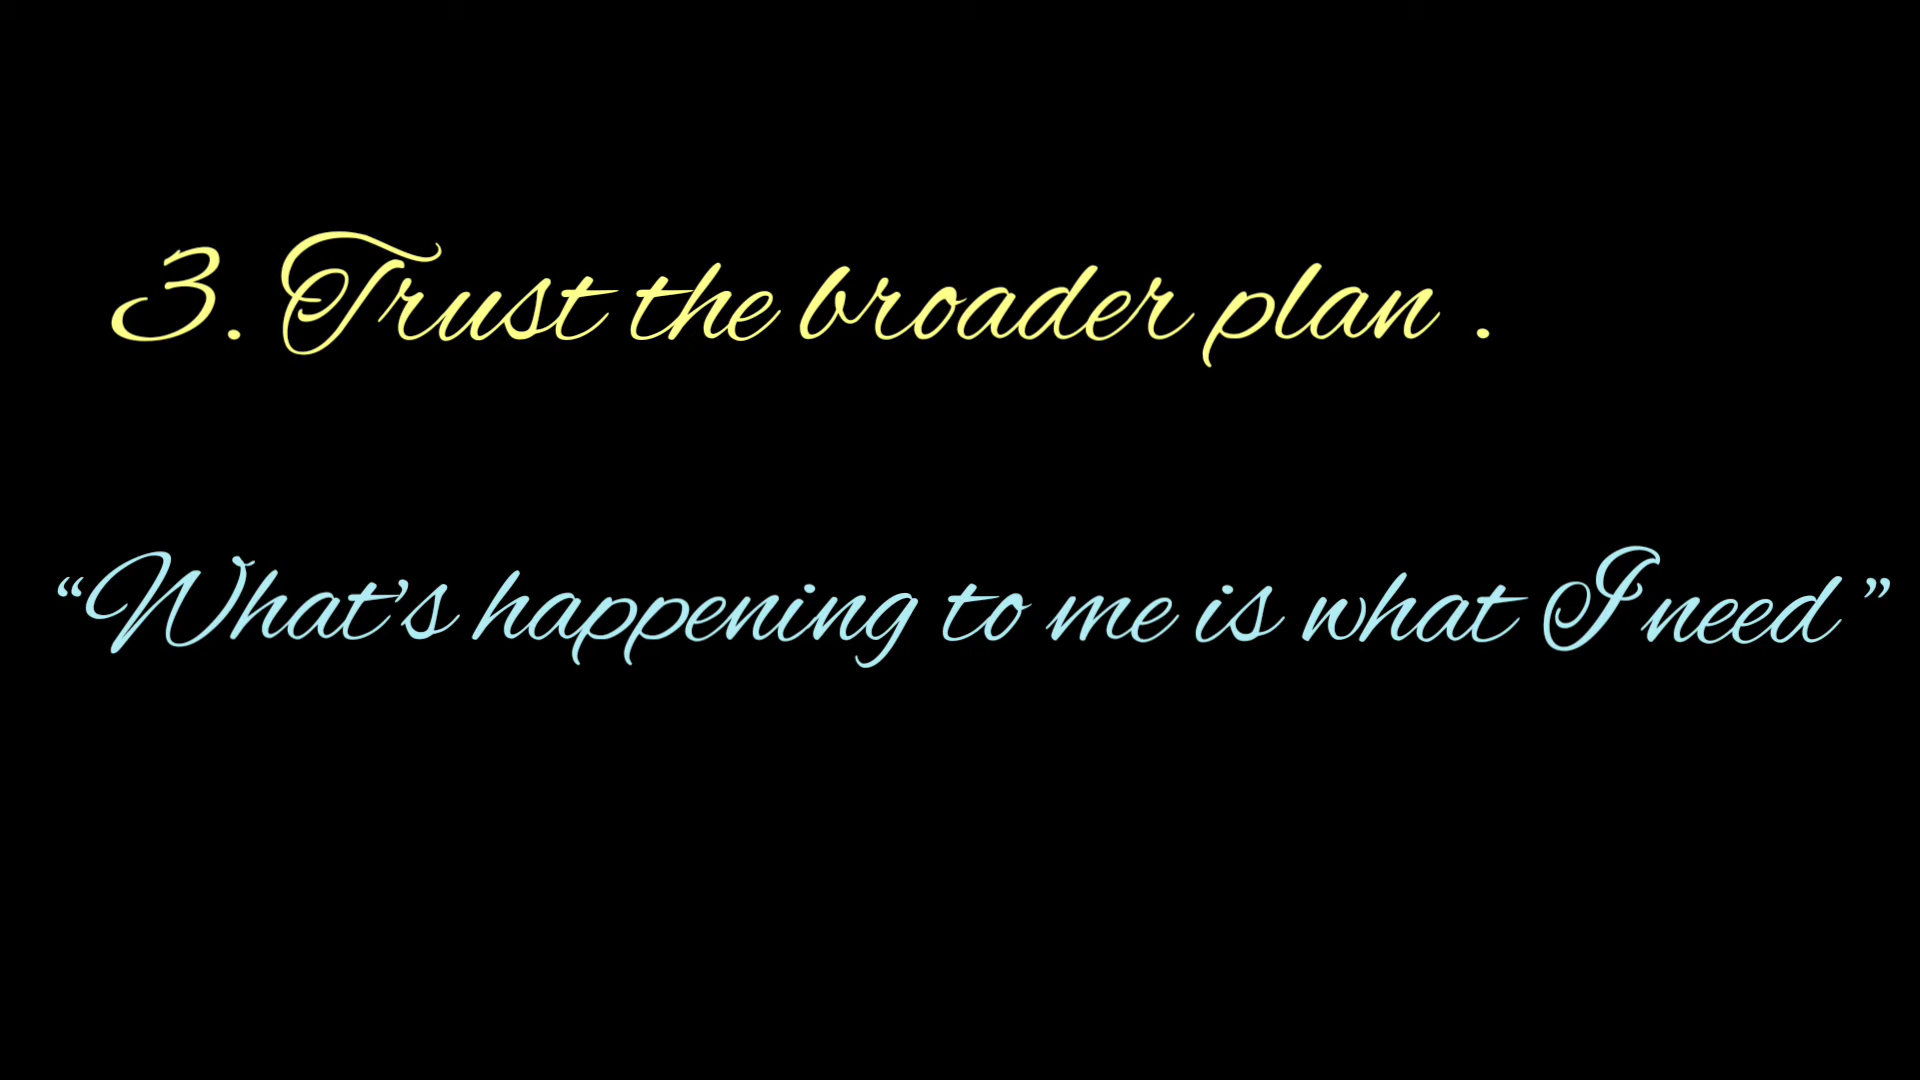 3. Trust the broader plan .
“What’s happening to me is what I need ”